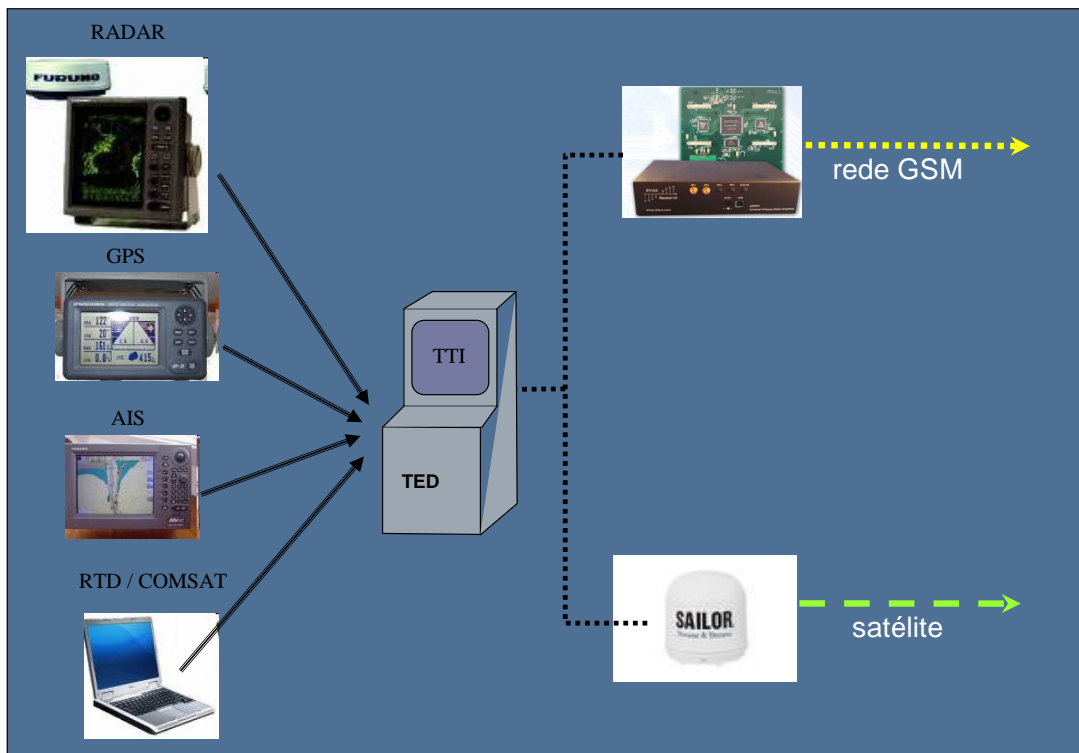 RADAR
FURUNO
GPS
AIS
RTD / COMSAT
TTI
TED
rede GSM
SAILOR
satélite